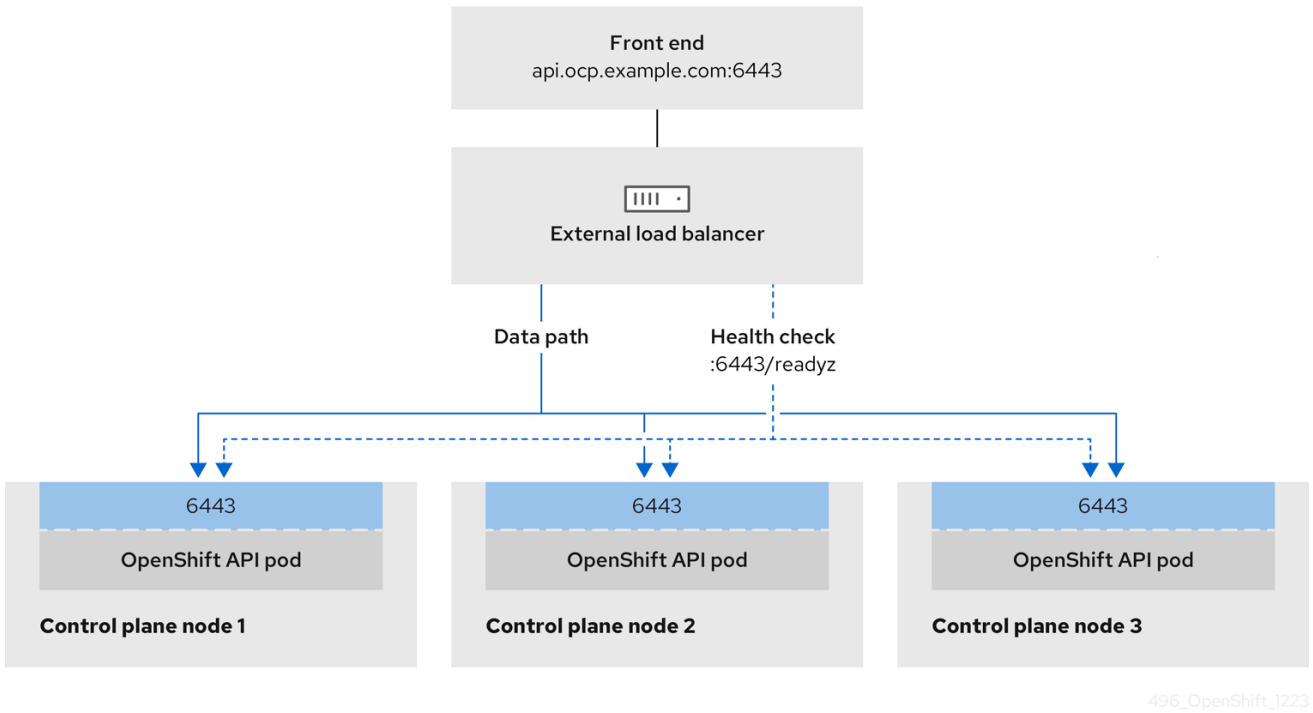 Front end
api.ocp.example.com:6443
External load balancer
Data path
Health check
:6443/readyz
6443
6443
6443
OpenShift API pod
OpenShift API pod
OpenShift API pod
Control plane node 1
Control plane node 2
Control plane node 3
496_OpenShift_1223